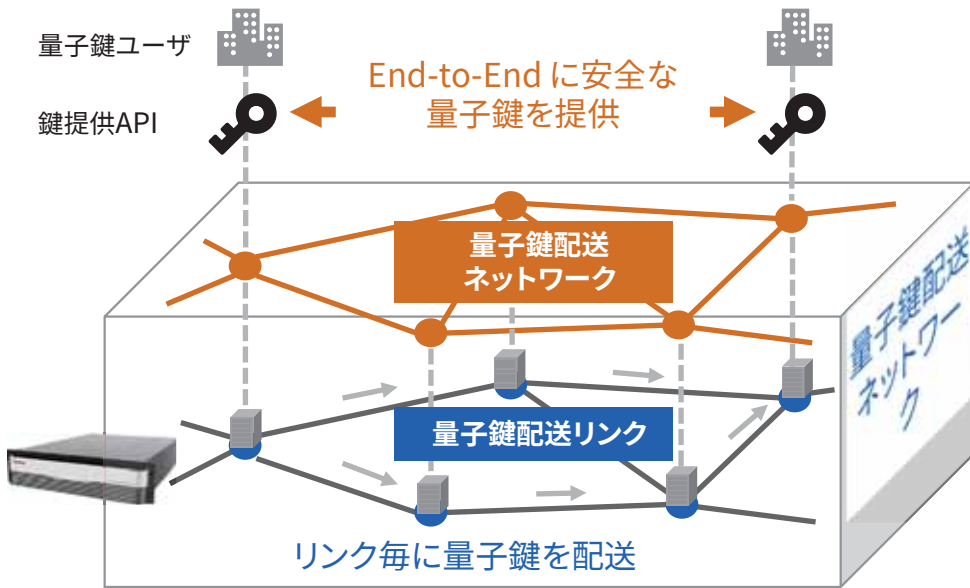 量子鍵ユーザ
End-to-End に安全な
量子鍵を提供
鍵提供API
量子鍵配送
ネットワーク
量子鍵配送
ネットワー
ク
量子鍵配送リンク
リンク毎に量子鍵を配送